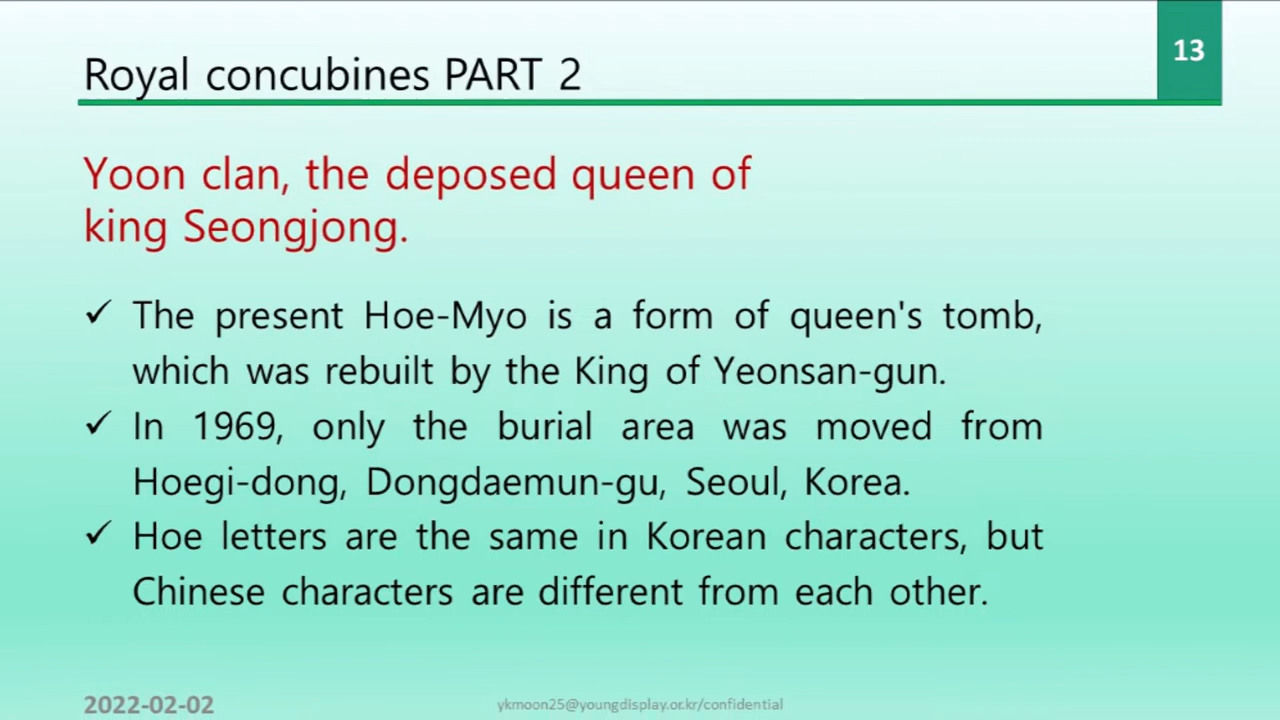 Royal concubines PART 2
13
Yoon clan, the deposed queen of
king Seongjong.
✓ The present Hoe-Myo is a form of queen's tomb,
which was rebuilt by the King of Yeonsan-gun.
✓ In 1969, only the burial area was moved from
Hoegi-dong, Dongdaemun-gu, Seoul, Korea.
✓ Hoe letters are the same in Korean characters, but
Chinese characters are different from each other.
2022-02-02
ykmoon25@youngdisplay.or.kr/confidential